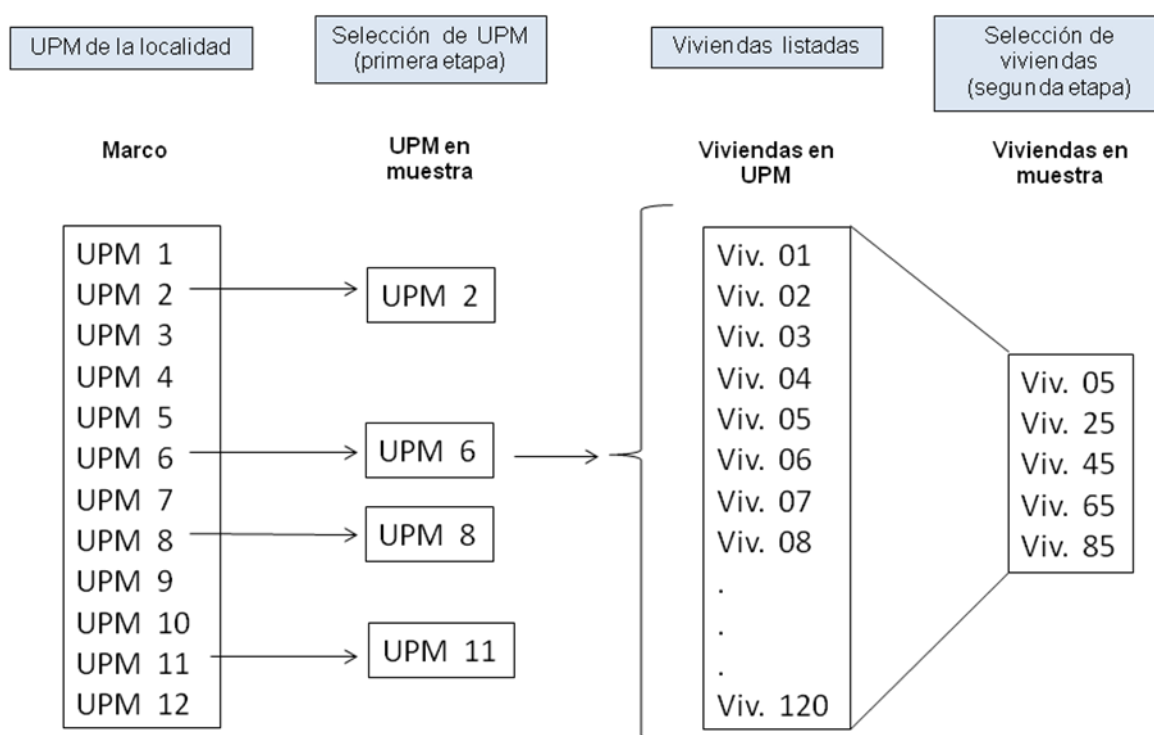 UPM de la localidad
Selección de UPM
(primera etapa)
Viviendas listadas
Selección de
viviendas
(segunda etapa)
Marco
UPM en
muestra
Viviendas en
UPM
Viviendas en
muestra
UPM 1
UPM 2
UPM 3
UPM 4
UPM 5
UPM 6
UPM 7
UPM 8
UPM 9
UPM 10
UPM 11
UPM 12
UPM 2
UPM 6
UPM 8
UPM 11
Viv. 01
Viv. 02
Viv. 03
Viv. 04
Viv. 05
Viv. 06
Viv. 07
Viv. 08
.
.
.
Viv. 120
Viv. 05
Viv. 25
Viv. 45
Viv. 65
Viv. 85